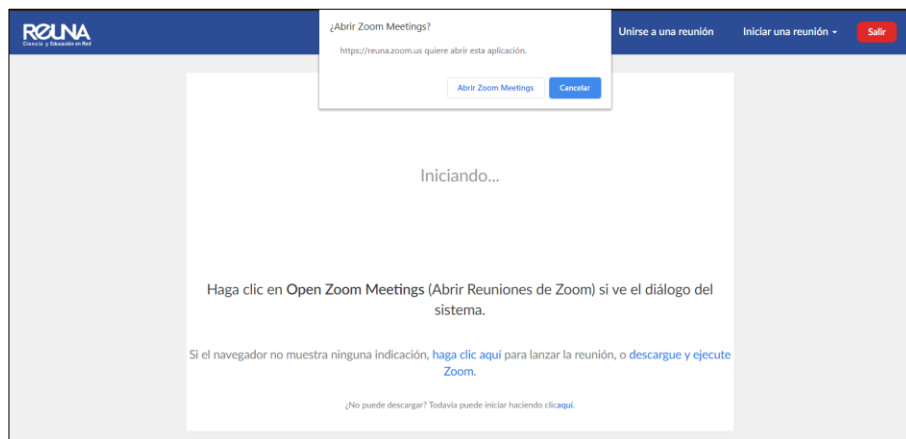 REUNA
Ciencia y Educación en Red
¿Abrir Zoom Meetings?
https://reuna.zoom.us quiere abrir esta aplicación.
Abrir Zoom Meetings
Cancelar
Unirse a una reunión
Iniciar una reunión
Salir
Iniciando...
Haga clic en Open Zoom Meetings (Abrir Reuniones de Zoom) si ve el diálogo del
sistema.
Si el navegador no muestra ninguna indicación, haga clic aquí para lanzar la reunión, o descargue y ejecute
Zoom.
¿No puede descargar? Todavía puede iniciar haciendo clicaquí.